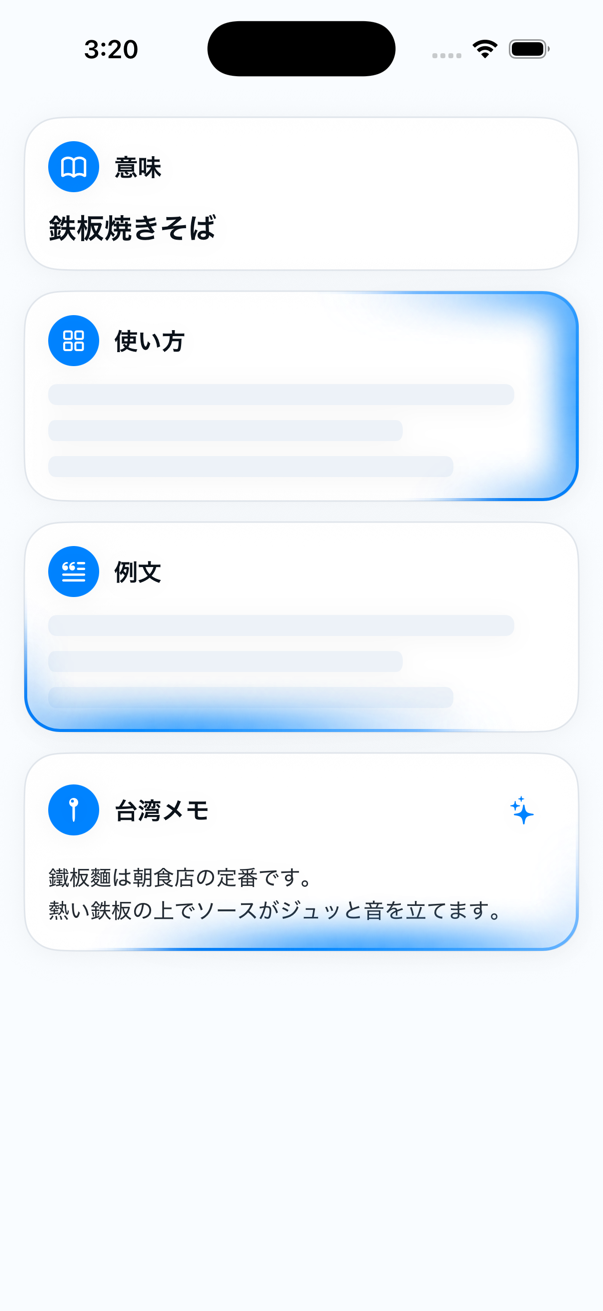 3:20
意味
鉄板焼きそば
使い方
例文
台湾メモ
鐵板麵は朝食店の定番です。
熱い鉄板の上でソースがジュッと音を立てます。